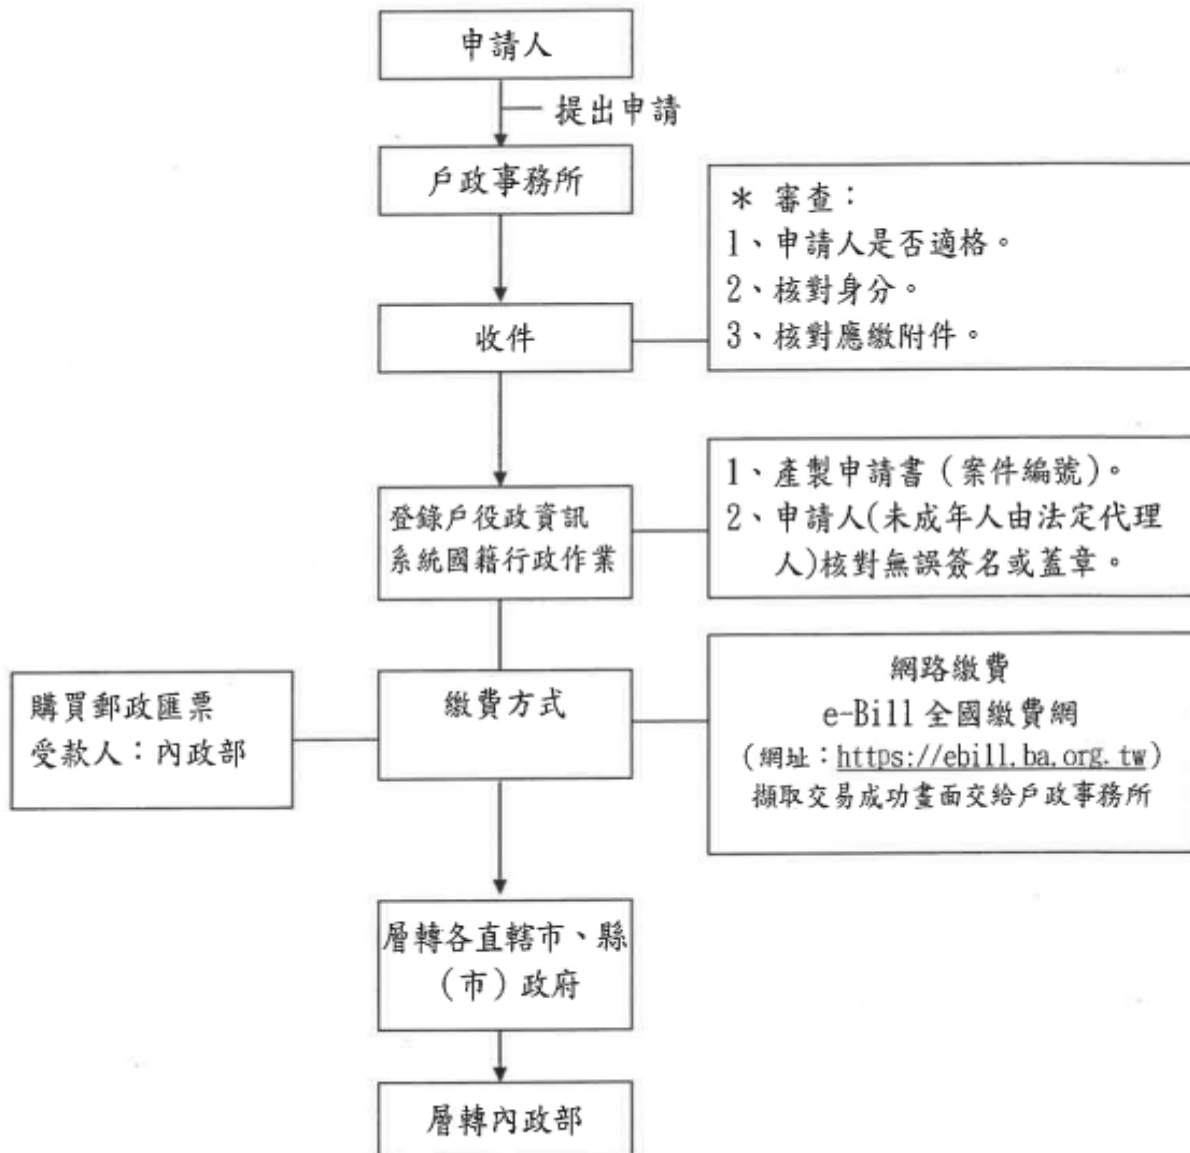 申請人
提出申請
戶政事務所
＊ 審查：
1、申請人是否適格。
2、核對身分。
3、核對應繳附件。
收件
1、產製申請書（案件編號）。
2、申請人(未成年人由法定代理
人)核對無誤簽名或蓋章。
登錄戶役政資訊
系統國籍行政作業
購買郵政匯票
受款人：內政部
繳費方式
網路繳費
e-Bill 全國繳費網
（網址：https://ebill.ba.org.tw）
擷取交易成功畫面交給戶政事務所
層轉各直轄市、縣
（市）政府
層轉內政部